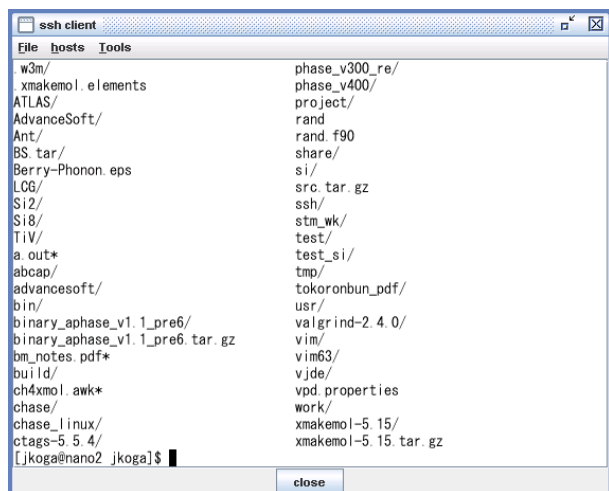 ssh client
File hosts Tools
.w3m/ phase_v300_re/
.xmakemol.elements phase_v400/
ATLAS/ project/
AdvanceSoft/ rand
Ant/ rand.f90
BS.tar/ share/
Berry-Phonon.eps si/
LCG/ src.tar.gz
Si2/ ssh/
Si8/ stm_wk/
TiV/ test/
a.out* test_si/
abcap/ tmp/
advancesoft/ tokoronbun_pdf/
bin/ usr/
binary_aphase_v1.1_pre6/ valgrind-2.4.0/
binary_aphase_v1.1_pre6.tar.gz vim/
bm_notes.pdf* vim63/
build/ vjde/
ch4xmol.awk* vpd.properties
chase/ work/
chase_linux/ xmakemol-5.15/
ctags-5.5.4/ xmakemol-5.15.tar.gz
[jkoga@nano2 jkoga]$
close